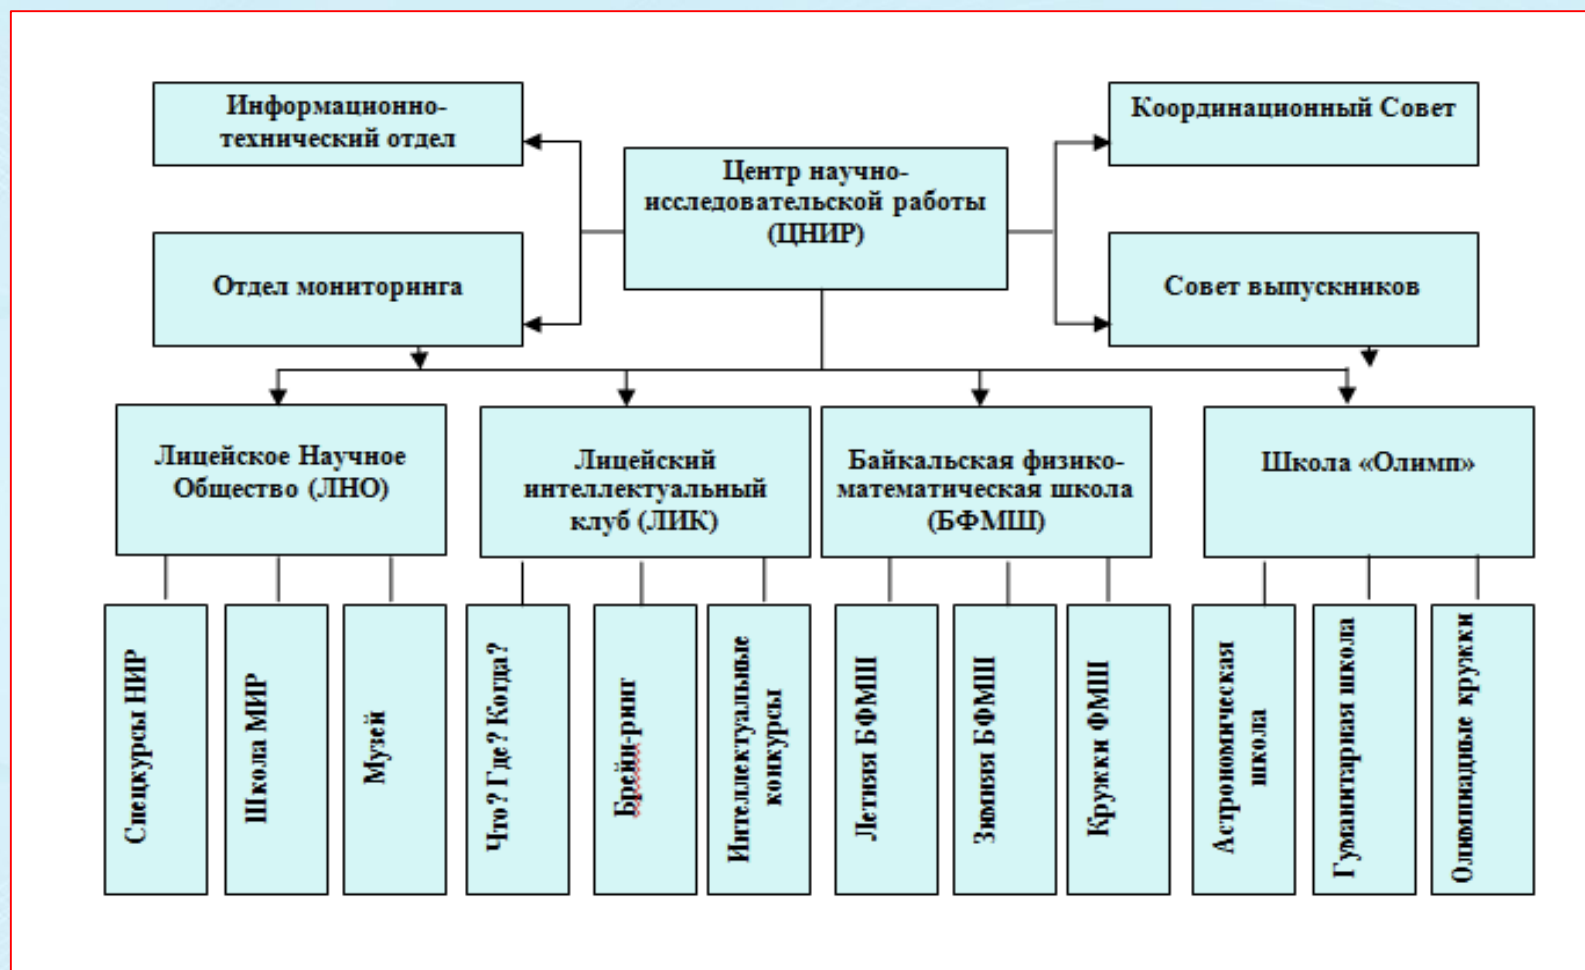 Информационно-
технический отдел
Координационный Совет
Центр научно-
исследовательской работы
(ЦНИР)
Отдел мониторинга
Совет выпускников
Лицейское Научное
Общество (ЛНО)
Лицейский
интеллектуальный
клуб (ЛИК)
Байкальская физико-
математическая школа
(БФМШ)
Школа «Олимп»
Спецкурсы НИР
Школа МИР
Музей
Что? Где? Когда?
Брейн-ринг
Интеллектуальные
конкурсы
Летняя БФМШ
Зимняя БФМШ
Кружки ФМШ
Астрономическая
школа
Гуманитарная школа
Олимпиадные кружки